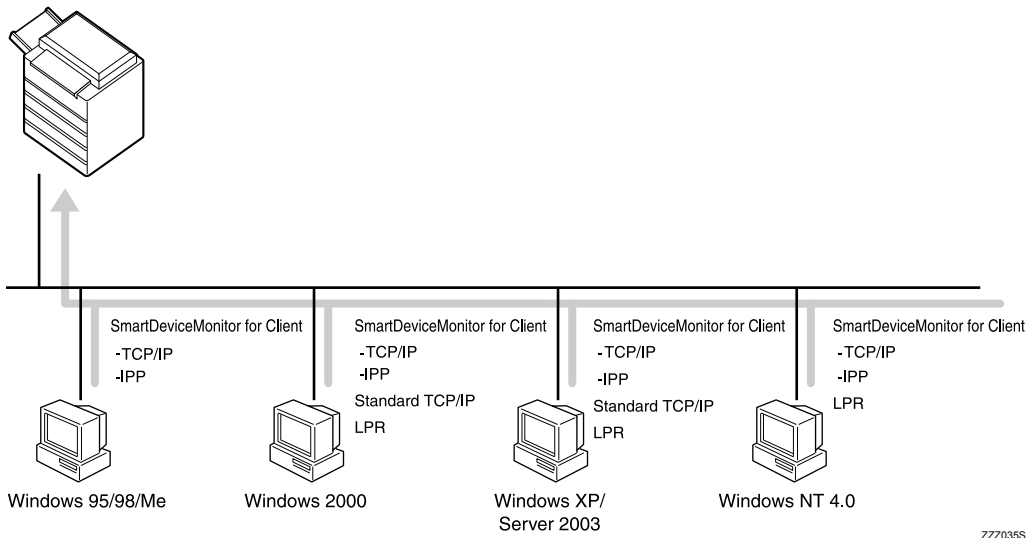 SmartDeviceMonitor for Client
-TCP/IP
-IPP
Windows 95/98/Me
SmartDeviceMonitor for Client
-TCP/IP
-IPP
Standard TCP/IP
LPR
Windows 2000
SmartDeviceMonitor for Client
-TCP/IP
-IPP
Standard TCP/IP
LPR
Windows XP/
Server 2003
SmartDeviceMonitor for Client
-TCP/IP
-IPP
LPR
Windows NT 4.0
ZZZ035S